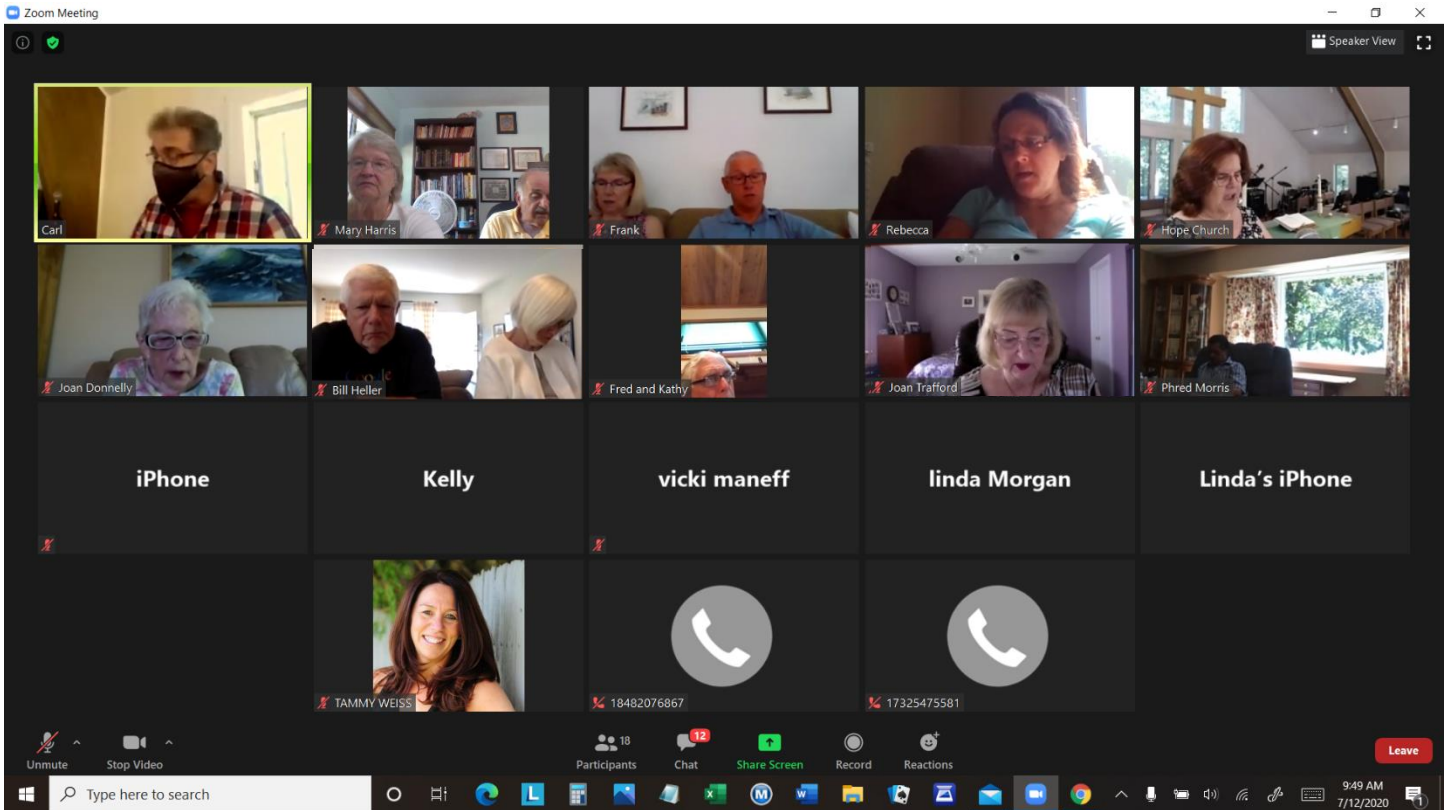 Zoom Meeting
Speaker View
Carl
Mary Harris
Frank
Rebecca
Hope Church
Joan Donnelly
Bill Heller
Google
Fred and Kathy
Joan Trafford
Phred Morris
iPhone
Kelly
vicki maneff
linda Morgan
Linda's iPhone
TAMMY WEISS
18482076867
17325475581
Unmute
Stop Video
18
Participants
12
Chat
Share Screen
Record
Reactions
Leave
Type here to search
L
X
M
W
9:49 AM
7/12/2020
1